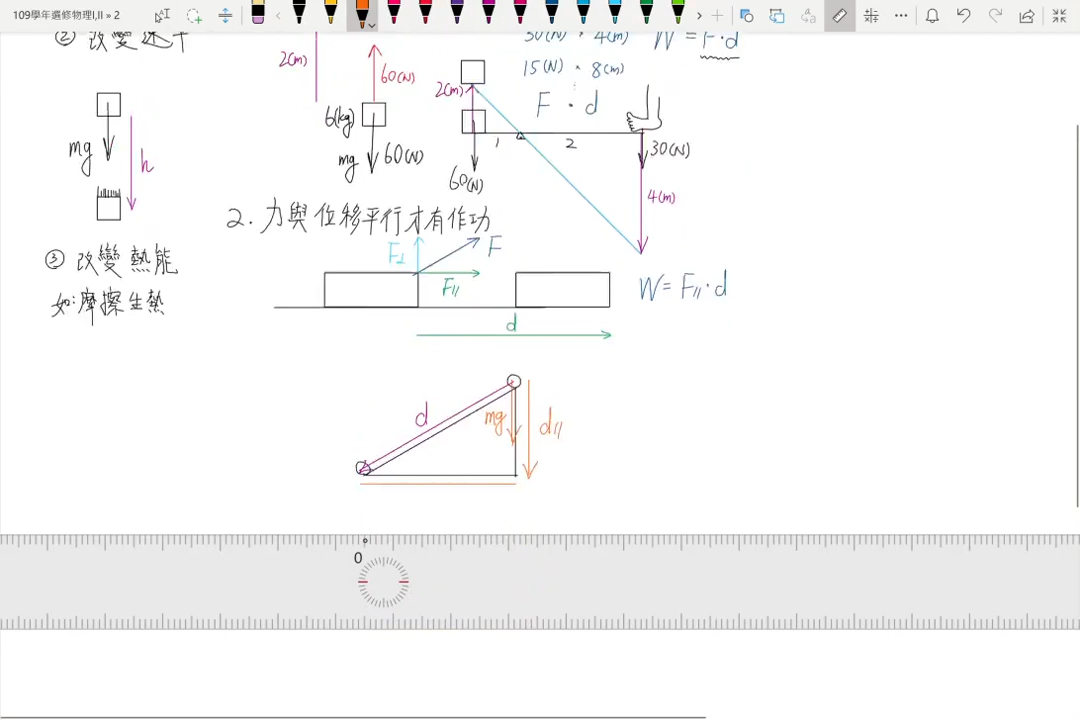 109學年選修物理I,II » 2
② 改變速率
mg
h
③ 改變熱能
如:摩擦生熱
2(m)
60(N)
6(kg)
mg
60(N)
2(m)
60(N)
1
2
30(N)
4(m)
30(N) · 4(m)
15(N) · 8(m)
F · d
W = F·d
2. 力與位移平行才有作功
F⊥
F
F//
d
W = F//·d
d
mg
d//
0